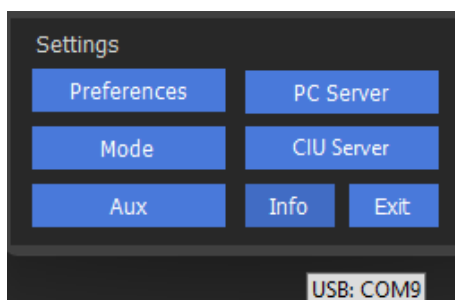 Settings
Preferences
PC Server
Mode
CIU Server
Aux
Info
Exit
USB: COM9